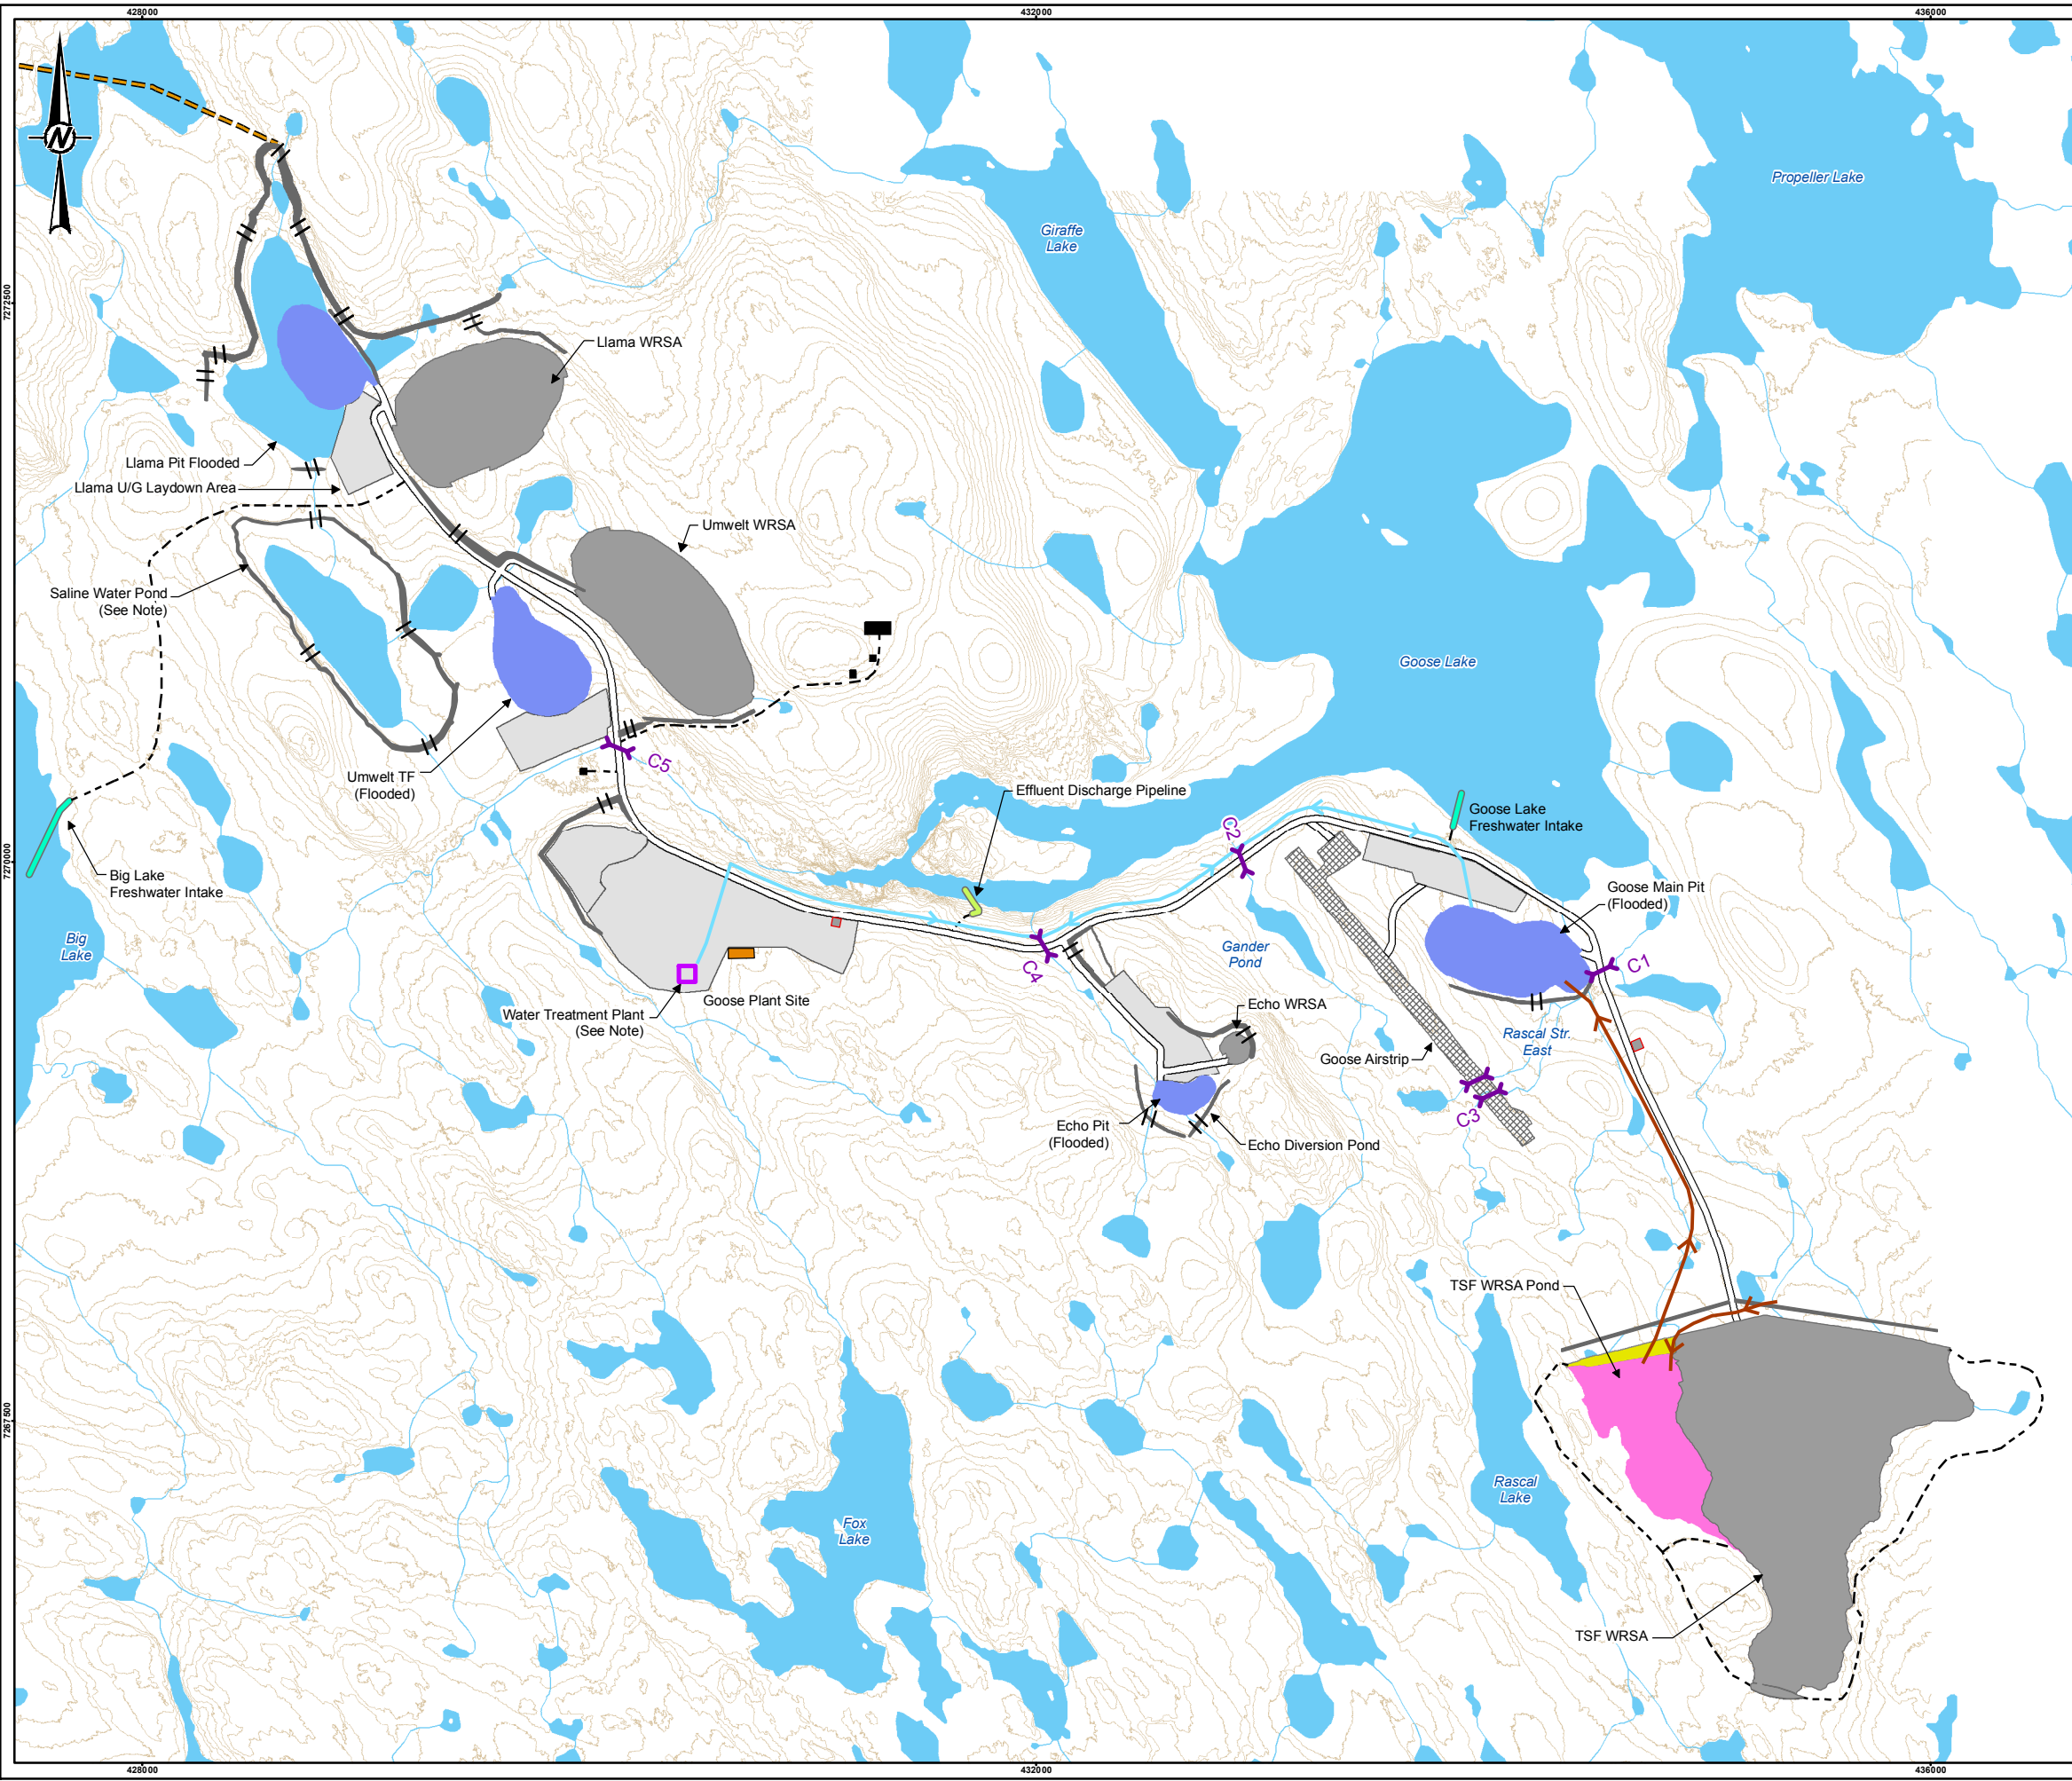 428000
432000
436000
N
Propeller Lake
Giraffe
Lake
7272500
Llama WRSA
Llama Pit Flooded
Llama U/G Laydown Area
Umwelt WRSA
Saline Water Pond
(See Note)
Goose Lake
C5
Umwelt TF
(Flooded)
Effluent Discharge Pipeline
Goose Lake
Freshwater Intake
C2
7270000
Big Lake
Freshwater Intake
Goose Main Pit
(Flooded)
Big
Lake
Gander
Pond
C4
C1
Goose Plant Site
Water Treatment Plant
(See Note)
Echo WRSA
Rascal Str.
East
Goose Airstrip
C3
Echo Pit
(Flooded)
Echo Diversion Pond
TSF WRSA Pond
7267500
Rascal
Lake
Fox
Lake
TSF WRSA
428000
432000
436000